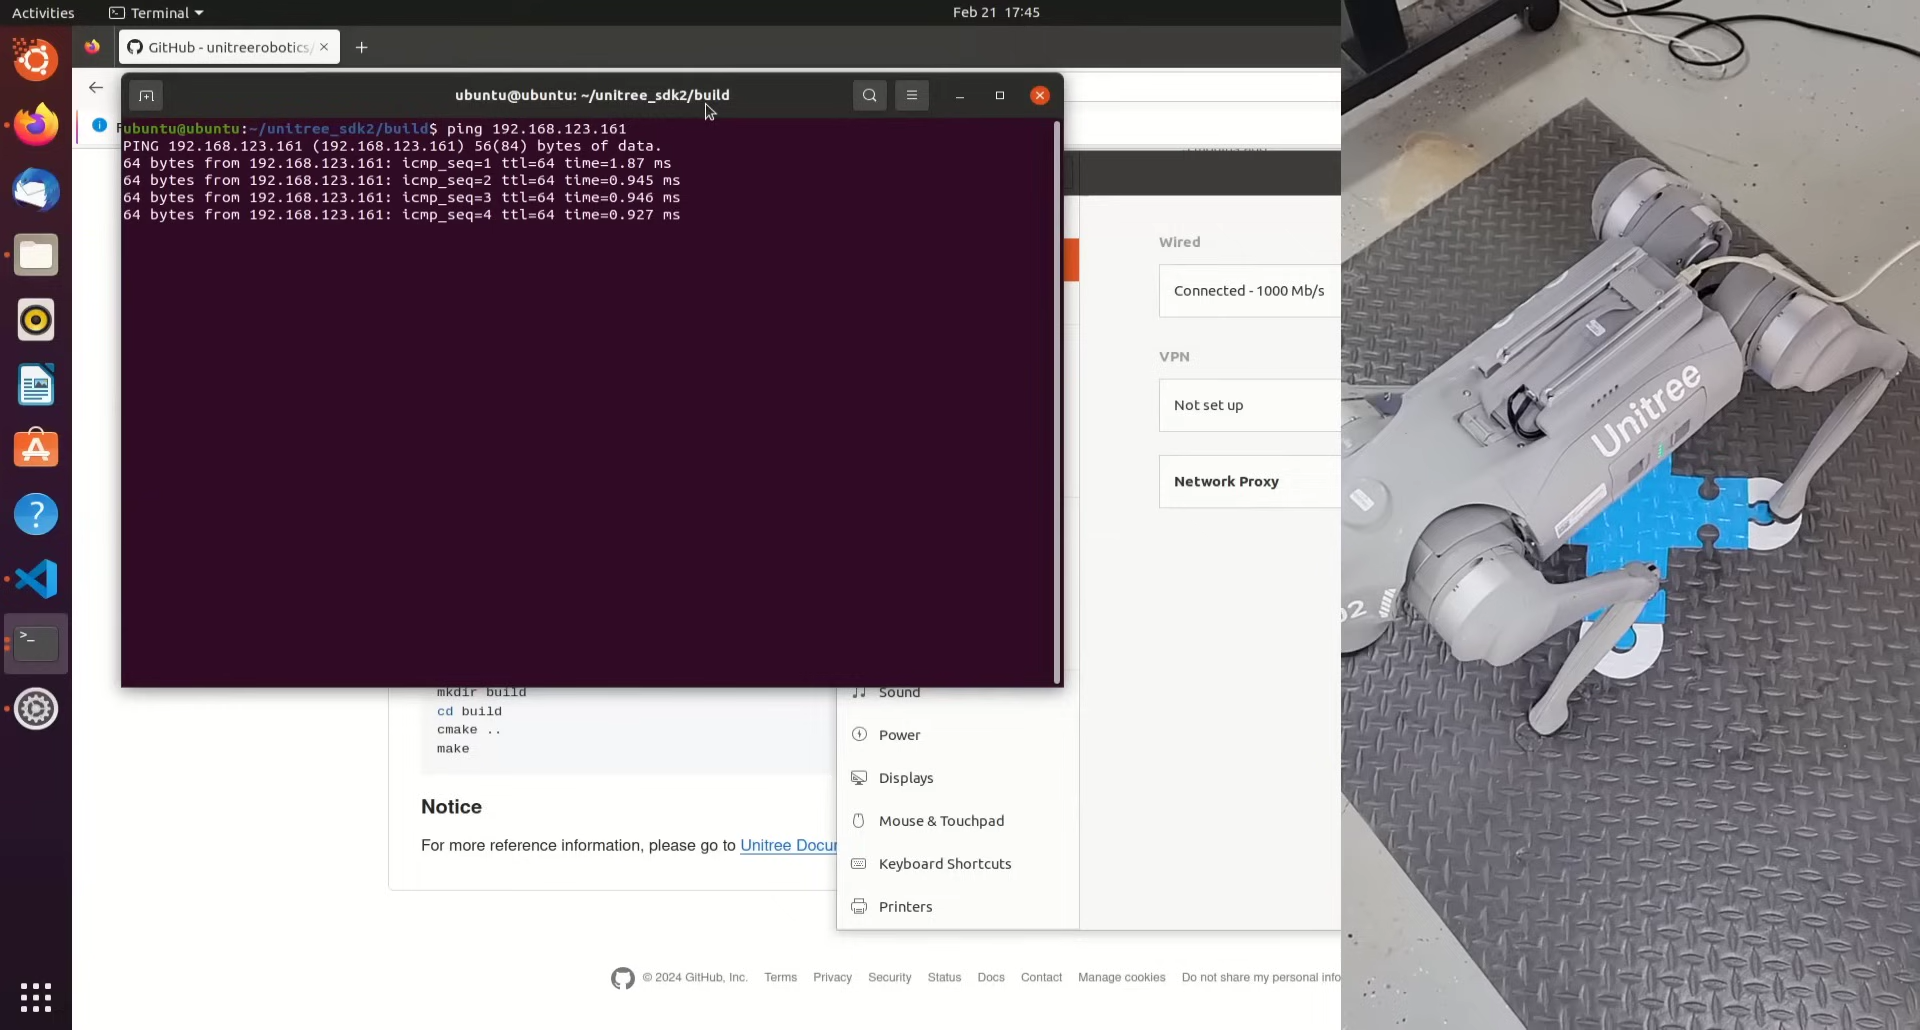 Activities
Terminal
Feb 21 17:45
GitHub - unitreerobotics/
ubuntu@ubuntu: ~/unitree_sdk2/build
ubuntu@ubuntu:~/unitree_sdk2/build$ ping 192.168.123.161
PING 192.168.123.161 (192.168.123.161) 56(84) bytes of data.
64 bytes from 192.168.123.161: icmp_seq=1 ttl=64 time=1.87 ms
64 bytes from 192.168.123.161: icmp_seq=2 ttl=64 time=0.945 ms
64 bytes from 192.168.123.161: icmp_seq=3 ttl=64 time=0.946 ms
64 bytes from 192.168.123.161: icmp_seq=4 ttl=64 time=0.927 ms
Wired
Connected - 1000 Mb/s
VPN
Not set up
Network Proxy
mkdir build
cd build
cmake ..
make
Notice
For more reference information, please go to Unitree Docu
Sound
Power
Displays
Mouse & Touchpad
Keyboard Shortcuts
Printers
© 2024 GitHub, Inc. Terms Privacy Security Status Docs Contact Manage cookies Do not share my personal info
Unitree